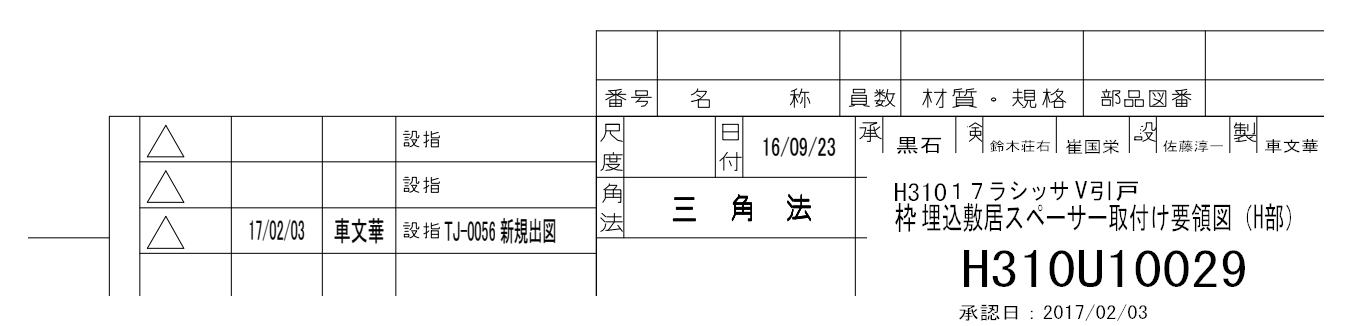 番号 名 称 員数 材質・規格 部品図番
設指
設指
17/02/03 車文華 設指 TJ-0056 新規出図
尺度 日付 16/09/23 承 黒石 鈴木荘右 崔国栄 設 佐藤淳一 製 車文華
角法 三角法
H31017ラシッサV引戸
枠埋込敷居スペーサー取付け要領図(H部)
H310U10029
承認日:2017/02/03